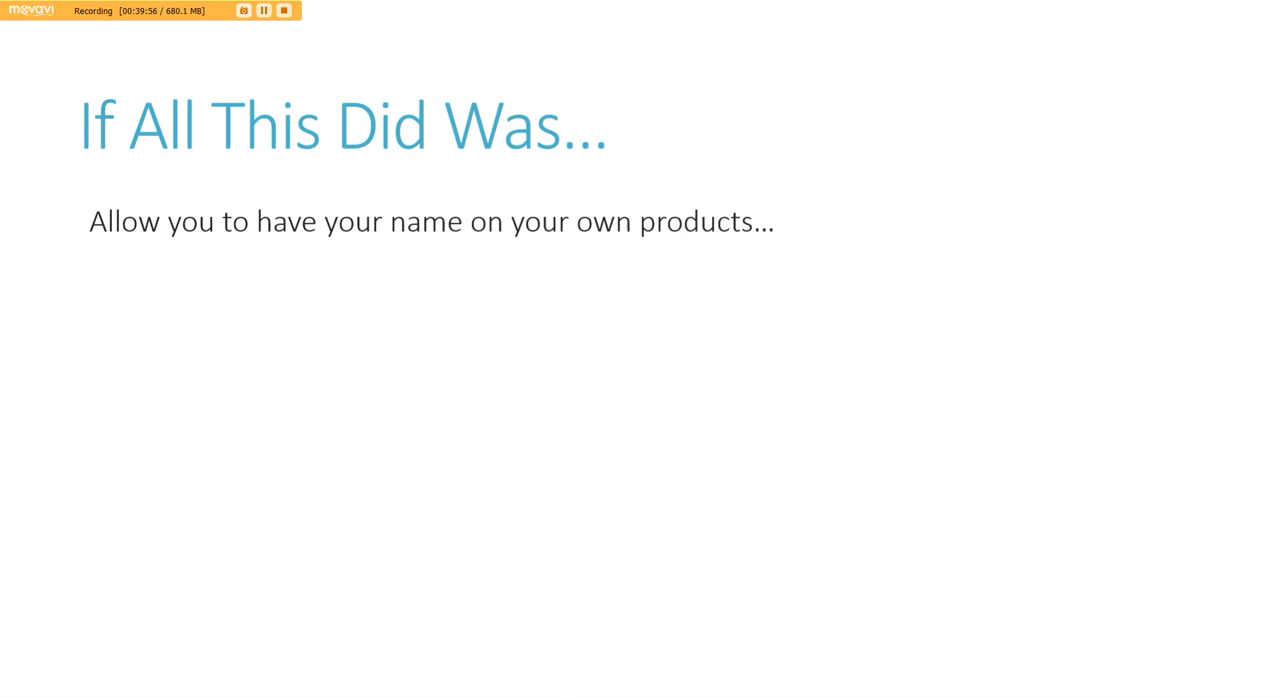 movavi Recording [00:39:56 / 680.1 MB]
If All This Did Was...
Allow you to have your name on your own products...